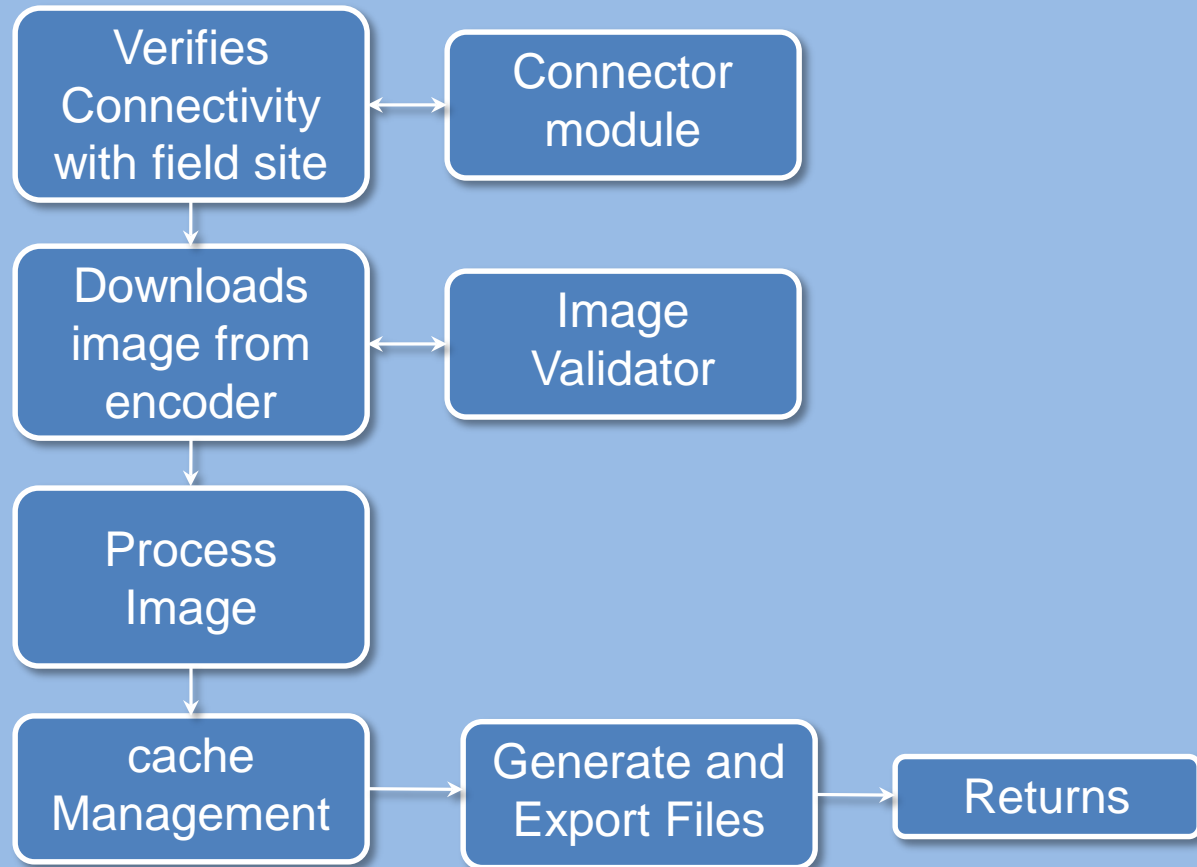 Verifies
Connectivity
with field site
Connector
module
Downloads
image from
encoder
Image
Validator
Process
Image
cache
Management
Generate and
Export Files
Returns